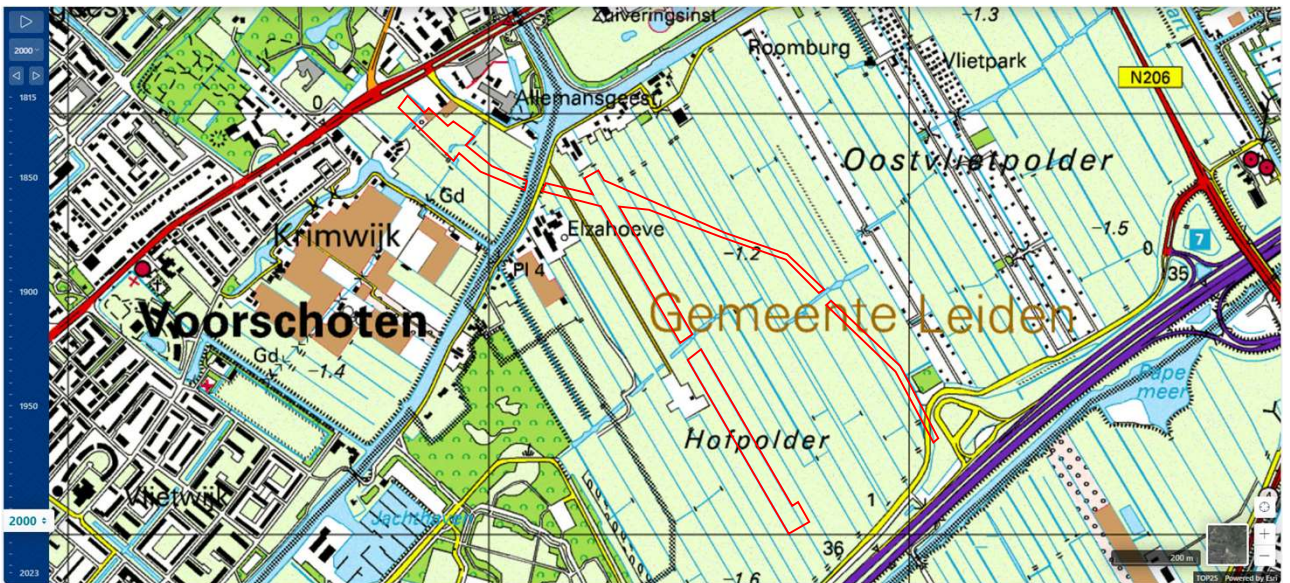 Zuiveringsinst
-1.3
Roomburg
Vlietpark
N206
2000
1815
0
Allemansgeest
Oostvlietpolder
1850
Gd
Krimwijk
Elzahoeve
-1.2
-1.5
0
7
35
Pl 4
1900
Voorschoten
Gemeente Leiden
Gd
-1.4
Pape
meer
1950
Hofpolder
Vlietwijk
1
2000
36
200 m
2023
-1.6
TOP25
Powered by Esri